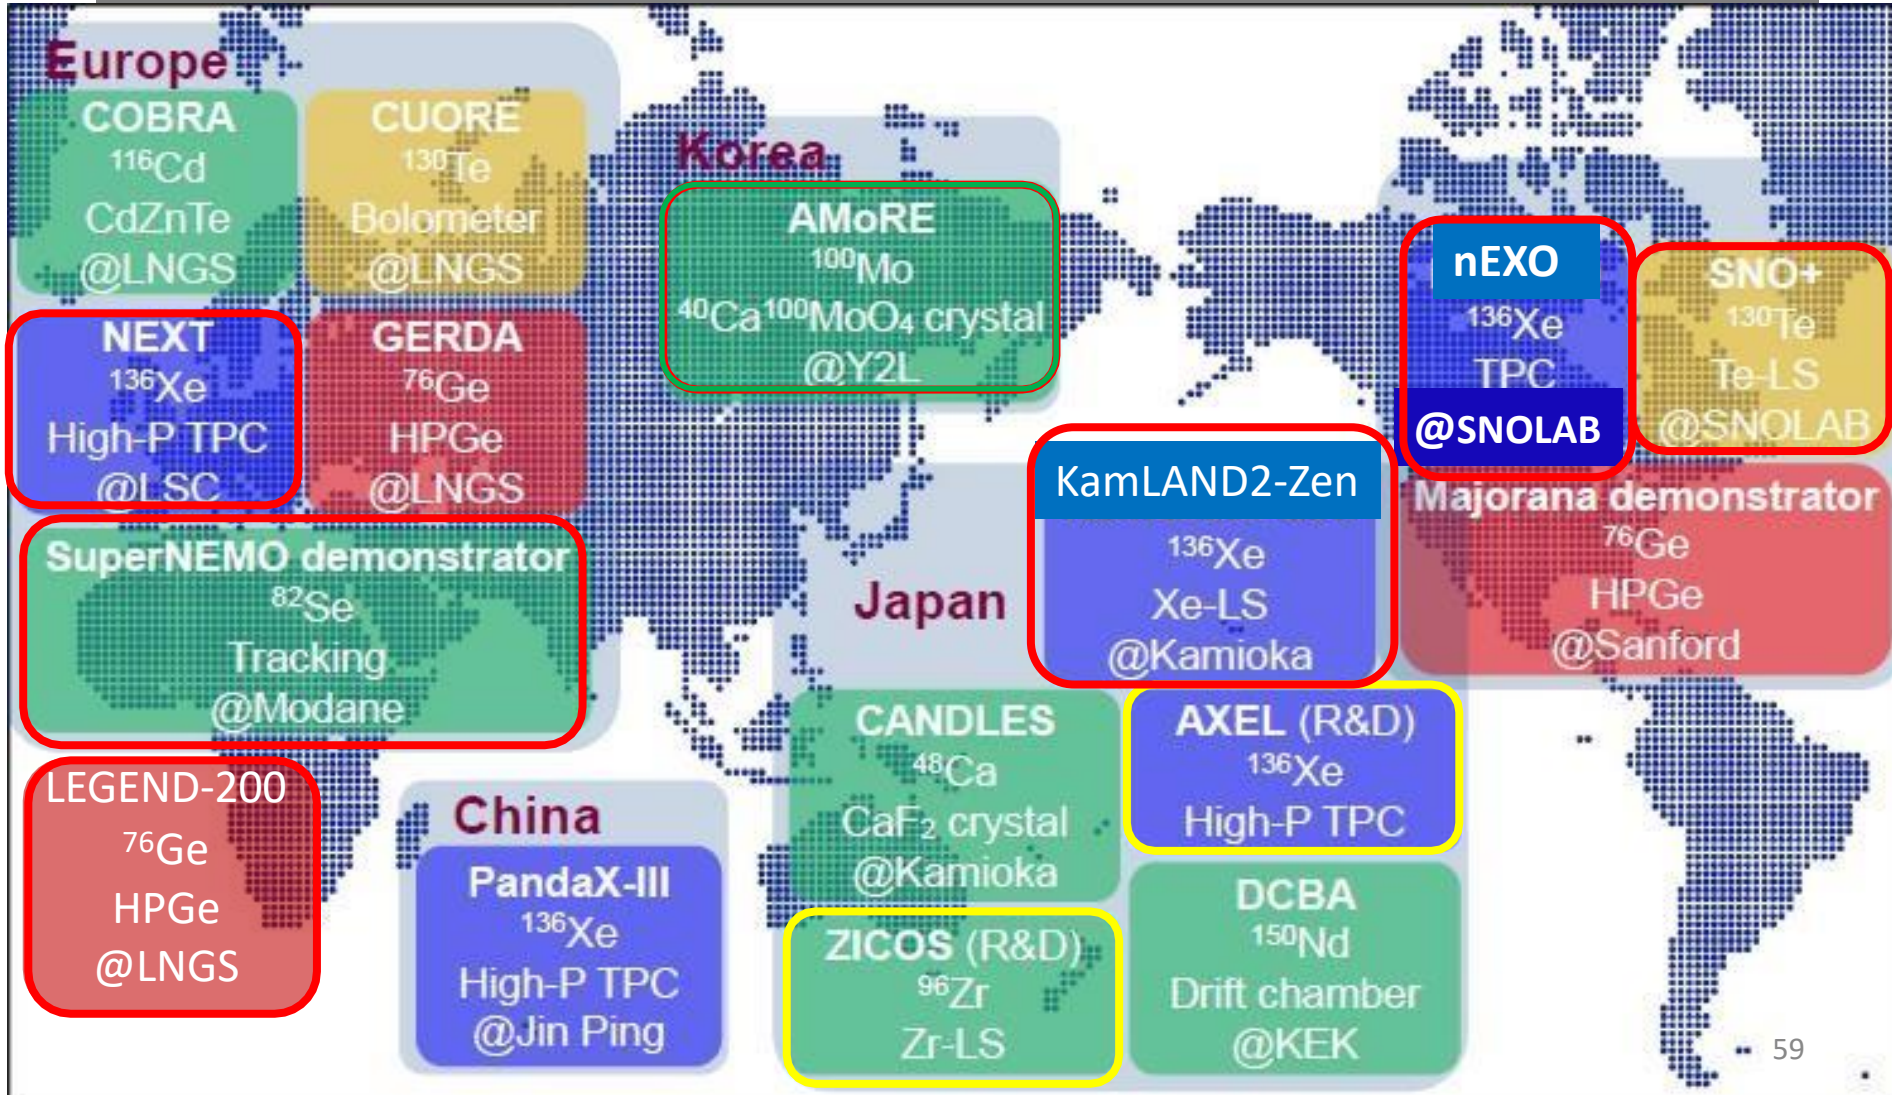 Europe
COBRA
¹¹⁶Cd
CdZnTe
@LNGS
CUORE
¹³⁰Te
Bolometer
@LNGS
NEXT
¹³⁶Xe
High-P TPC
@LSC
GERDA
⁷⁶Ge
HPGe
@LNGS
SuperNEMO demonstrator
⁸²Se
Tracking
@Modane
LEGEND-200
⁷⁶Ge
HPGe
@LNGS
Korea
AMoRE
¹⁰⁰Mo
⁴⁰Ca¹⁰⁰MoO₄ crystal
@Y2L
China
PandaX-III
¹³⁶Xe
High-P TPC
@Jin Ping
Japan
KamLAND2-Zen
¹³⁶Xe
Xe-LS
@Kamioka
CANDLES
⁴⁸Ca
CaF₂ crystal
@Kamioka
AXEL (R&D)
¹³⁶Xe
High-P TPC
ZICOS (R&D)
⁹⁶Zr
Zr-LS
DCBA
¹⁵⁰Nd
Drift chamber
@KEK
nEXO
¹³⁶Xe
TPC
@SNOLAB
SNO+
¹³⁰Te
Te-LS
@SNOLAB
Majorana demonstrator
⁷⁶Ge
HPGe
@Sanford
59